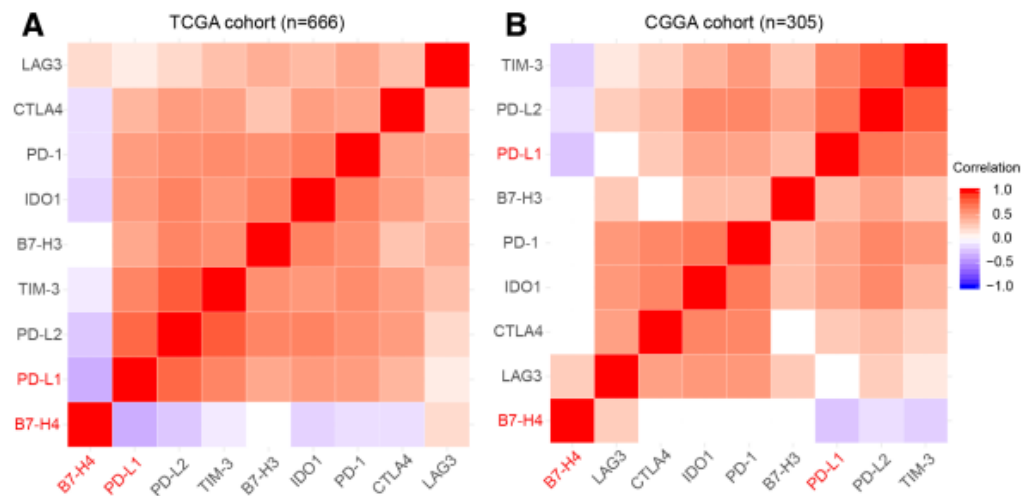 A
TCGA cohort (n=666)
LAG3
CTLA4
PD-1
IDO1
B7-H3
TIM-3
PD-L2
PD-L1
B7-H4
B7-H4
PD-L1
PD-L2
TIM-3
B7-H3
IDO1
PD-1
CTLA4
LAG3
B
CGGA cohort (n=305)
TIM-3
PD-L2
PD-L1
B7-H3
PD-1
IDO1
CTLA4
LAG3
B7-H4
B7-H4
LAG3
CTLA4
IDO1
PD-1
B7-H3
PD-L1
PD-L2
TIM-3
Correlation
1.0
0.5
0.0
−0.5
−1.0